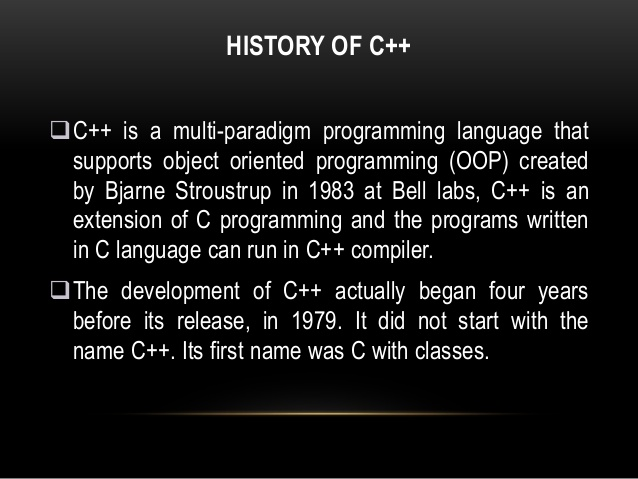 HISTORY OF C++
❑C++ is a multi-paradigm programming language that
supports object oriented programming (OOP) created
by Bjarne Stroustrup in 1983 at Bell labs, C++ is an
extension of C programming and the programs written
in C language can run in C++ compiler.
❑The development of C++ actually began four years
before its release, in 1979. It did not start with the
name C++. Its first name was C with classes.